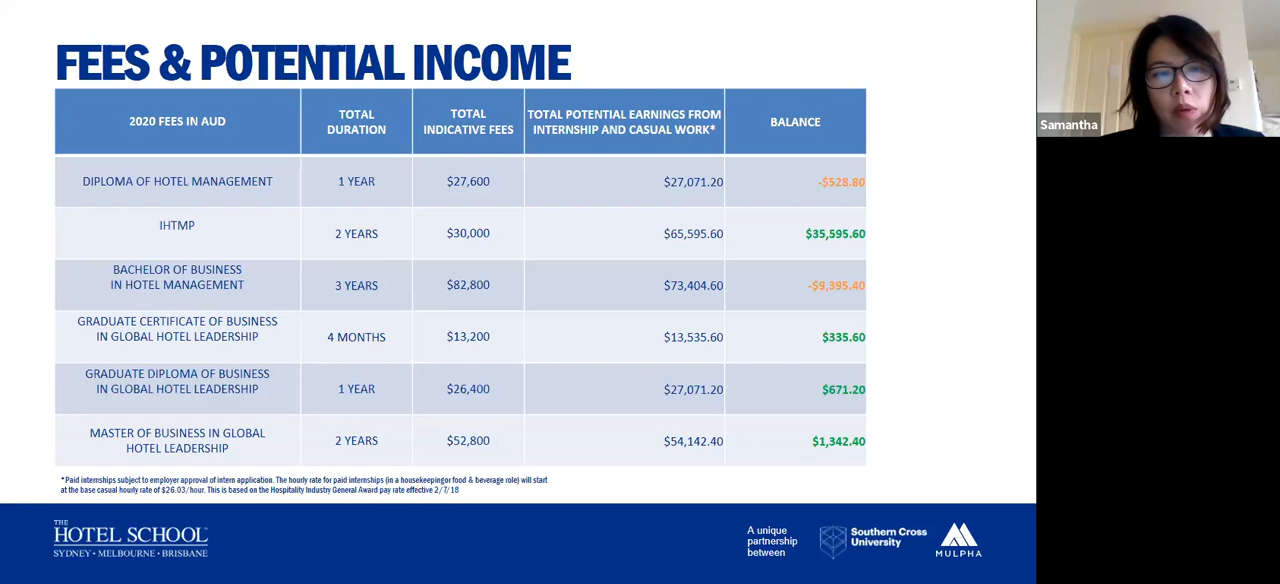 FEES & POTENTIAL INCOME
2020 FEES IN AUD
TOTAL
DURATION
TOTAL
INDICATIVE FEES
TOTAL POTENTIAL EARNINGS FROM
INTERNSHIP AND CASUAL WORK*
BALANCE
DIPLOMA OF HOTEL MANAGEMENT
1 YEAR
$27,600
$27,071.20
-$528.80
IHTMP
2 YEARS
$30,000
$65,595.60
$35,595.60
BACHELOR OF BUSINESS
IN HOTEL MANAGEMENT
3 YEARS
$82,800
$73,404.60
-$9,395.40
GRADUATE CERTIFICATE OF BUSINESS
IN GLOBAL HOTEL LEADERSHIP
4 MONTHS
$13,200
$13,535.60
$335.60
GRADUATE DIPLOMA OF BUSINESS
IN GLOBAL HOTEL LEADERSHIP
1 YEAR
$26,400
$27,071.20
$671.20
MASTER OF BUSINESS IN GLOBAL
HOTEL LEADERSHIP
2 YEARS
$52,800
$54,142.40
$1,342.40
*Paid internships subject to employer approval of intern application. The hourly rate for paid internships (in a housekeepingor food & beverage role) will start
at the base casual hourly rate of $26.03/hour. This is based on the Hospitality Industry General Award pay rate effective 2/7/18
THE
HOTEL SCHOOL
SYDNEY • MELBOURNE • BRISBANE
A unique
partnership
between
Southern Cross
University
MULPHA
Samantha